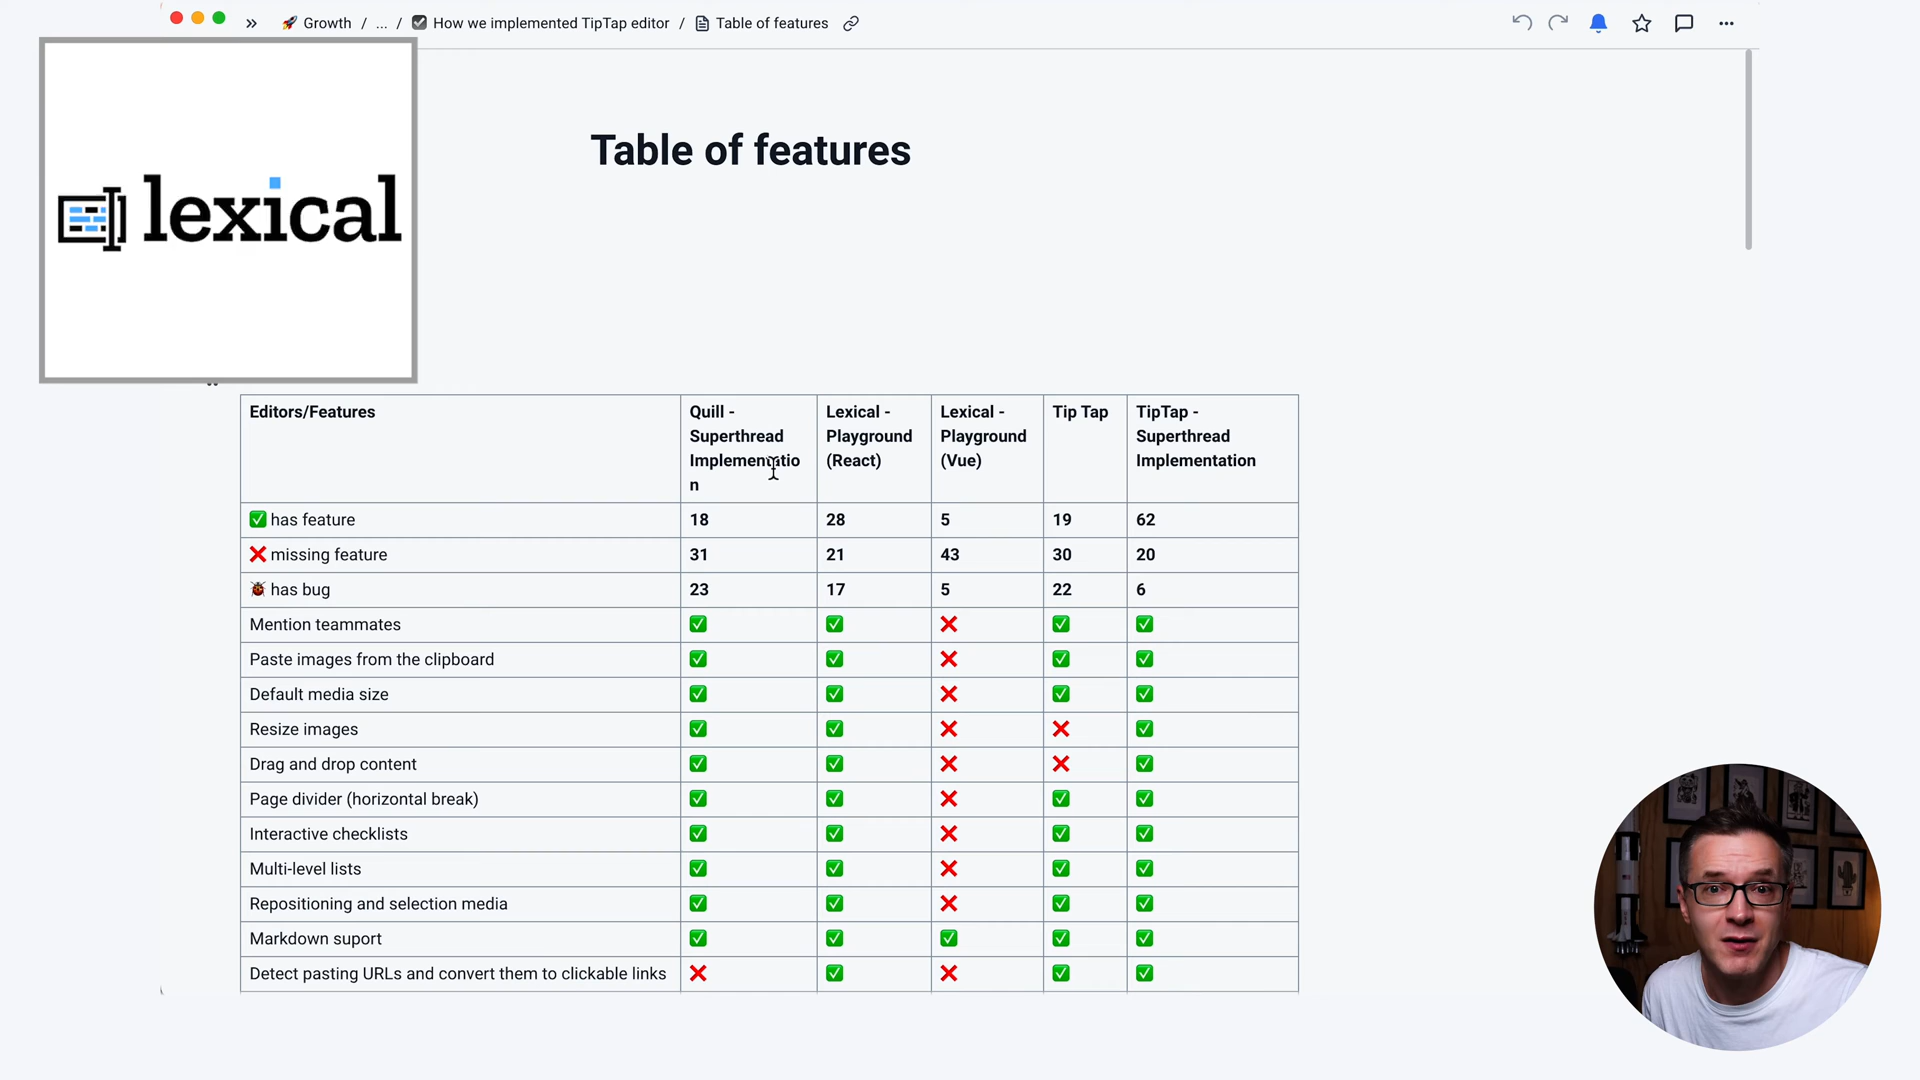 Growth / ... / How we implemented TipTap editor / Table of features
lexical
Table of features
Editors/Features
Quill -
Superthread
Implementatio
n
Lexical -
Playground
(React)
Lexical -
Playground
(Vue)
Tip Tap
TipTap -
Superthread
Implementation
has feature 18 28 5 19 62
missing feature 31 21 43 30 20
has bug 23 17 5 22 6
Mention teammates
Paste images from the clipboard
Default media size
Resize images
Drag and drop content
Page divider (horizontal break)
Interactive checklists
Multi-level lists
Repositioning and selection media
Markdown suport
Detect pasting URLs and convert them to clickable links